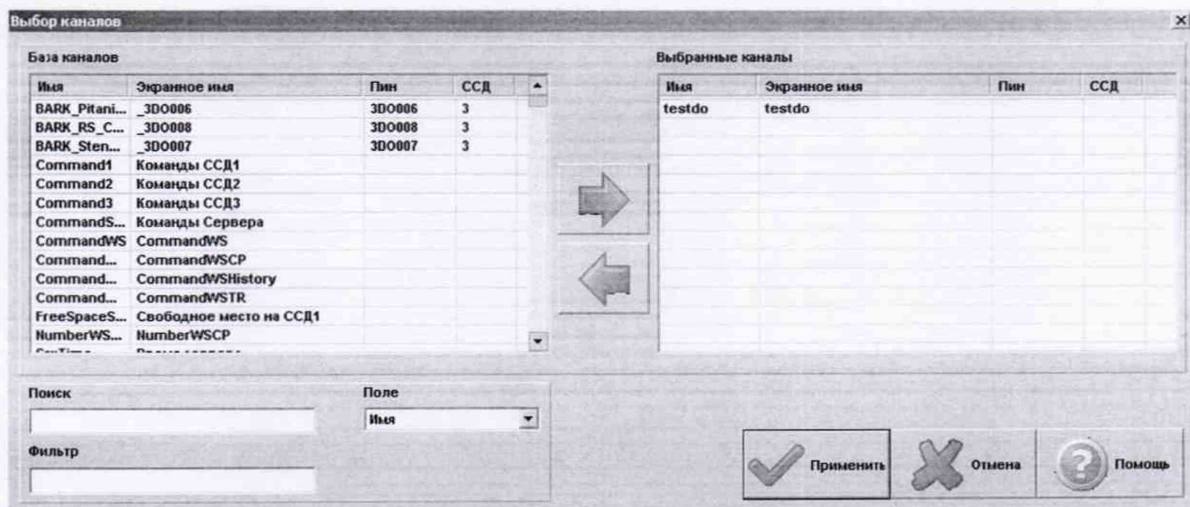 Выбор каналов
База каналов
Имя Экранное имя Пин ССД
BARK_Pitani... _3DO006 3DO006 3
BARK_RS_C... _3DO008 3DO008 3
BARK_Sten... _3DO007 3DO007 3
Command1 Команды ССД1
Command2 Команды ССД2
Command3 Команды ССД3
CommandS... Команды Сервера
CommandWS CommandWS
Command... CommandWSCP
Command... CommandWSHistory
Command... CommandWSTR
FreeSpaceS... Свободное место на ССД1
NumberWS... NumberWSCP
Выбранные каналы
Имя Экранное имя Пин ССД
testdo testdo
Поиск
Поле
Имя
Фильтр
Применить
Отмена
Помощь